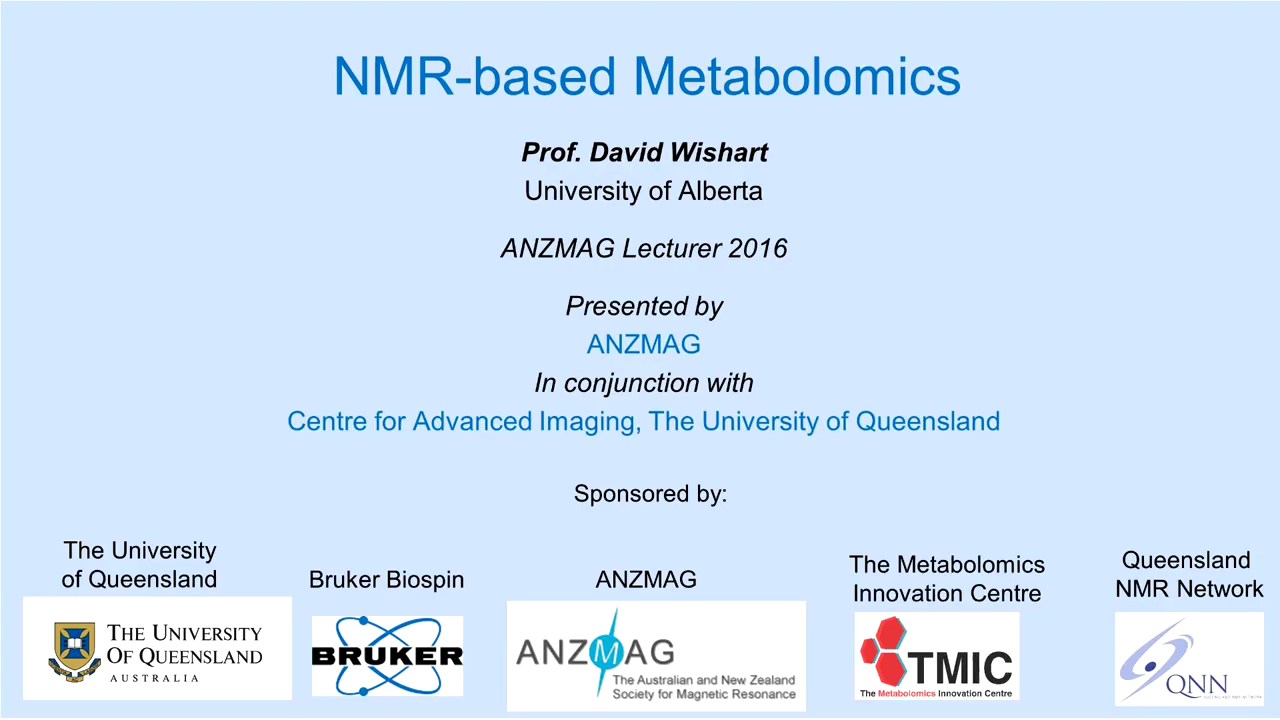 NMR-based Metabolomics
Prof. David Wishart
University of Alberta
ANZMAG Lecturer 2016
Presented by
ANZMAG
In conjunction with
Centre for Advanced Imaging, The University of Queensland
Sponsored by:
The University
of Queensland
THE UNIVERSITY
OF QUEENSLAND
AUSTRALIA
Bruker Biospin
BRUKER
ANZMAG
ANZMAG
The Australian and New Zealand
Society for Magnetic Resonance
The Metabolomics
Innovation Centre
TMIC
The Metabolomics Innovation Centre
Queensland
NMR Network
QNN